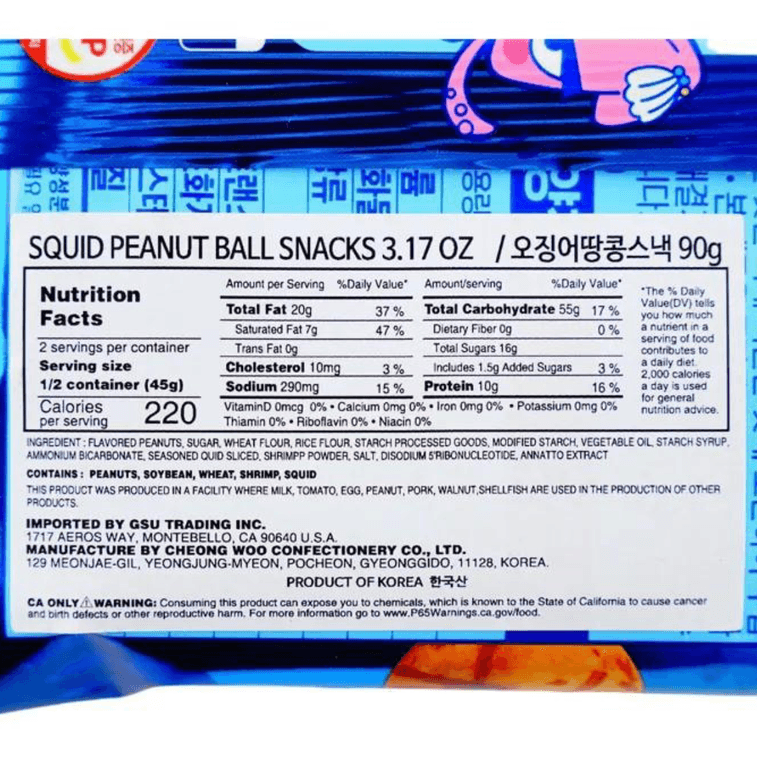 SQUID PEANUT BALL SNACKS 3.17 OZ / 오징어땅콩스낵 90g
Nutrition
Facts
2 servings per container
Serving size
1/2 container (45g)
Calories
per serving 220
Amount per Serving %Daily Value*
Total Fat 20g 37 %
Saturated Fat 7g 47 %
Trans Fat 0g
Cholesterol 10mg 3 %
Sodium 290mg 15 %
Amount/serving %Daily Value*
Total Carbohydrate 55g 17 %
Dietary Fiber 0g 0 %
Total Sugars 16g
Includes 1.5g Added Sugars 3 %
Protein 10g 16 %
VitaminD 0mcg 0% • Calcium 0mg 0% • Iron 0mg 0% • Potassium 0mg 0%
Thiamin 0% • Riboflavin 0% • Niacin 0%
*The % Daily
Value(DV) tells
you how much
a nutrient in a
serving of food
contributes to
a daily diet.
2,000 calories
a day is used
for general
nutrition advice.
INGREDIENT : FLAVORED PEANUTS, SUGAR, WHEAT FLOUR, RICE FLOUR, STARCH PROCESSED GOODS, MODIFIED STARCH, VEGETABLE OIL, STARCH SYRUP,
AMMONIUM BICARBONATE, SEASONED QUID SLICED, SHRIMPP POWDER, SALT, DISODIUM 5'RIBONUCLEOTIDE, ANNATTO EXTRACT
CONTAINS : PEANUTS, SOYBEAN, WHEAT, SHRIMP, SQUID
THIS PRODUCT WAS PRODUCED IN A FACILITY WHERE MILK, TOMATO, EGG, PEANUT, PORK, WALNUT,SHELLFISH ARE USED IN THE PRODUCTION OF OTHER
PRODUCTS.
IMPORTED BY GSU TRADING INC.
1717 AEROS WAY, MONTEBELLO, CA 90640 U.S.A.
MANUFACTURE BY CHEONG WOO CONFECTIONERY CO., LTD.
129 MEONJAE-GIL, YEONGJUNG-MYEON, POCHEON, GYEONGGIDO, 11128, KOREA.
PRODUCT OF KOREA 한국산
CA ONLY ⚠ WARNING: Consuming this product can expose you to chemicals, which is known to the State of California to cause cancer
and birth defects or other reproductive harm. For more information go to www.P65Warnings.ca.gov/food.